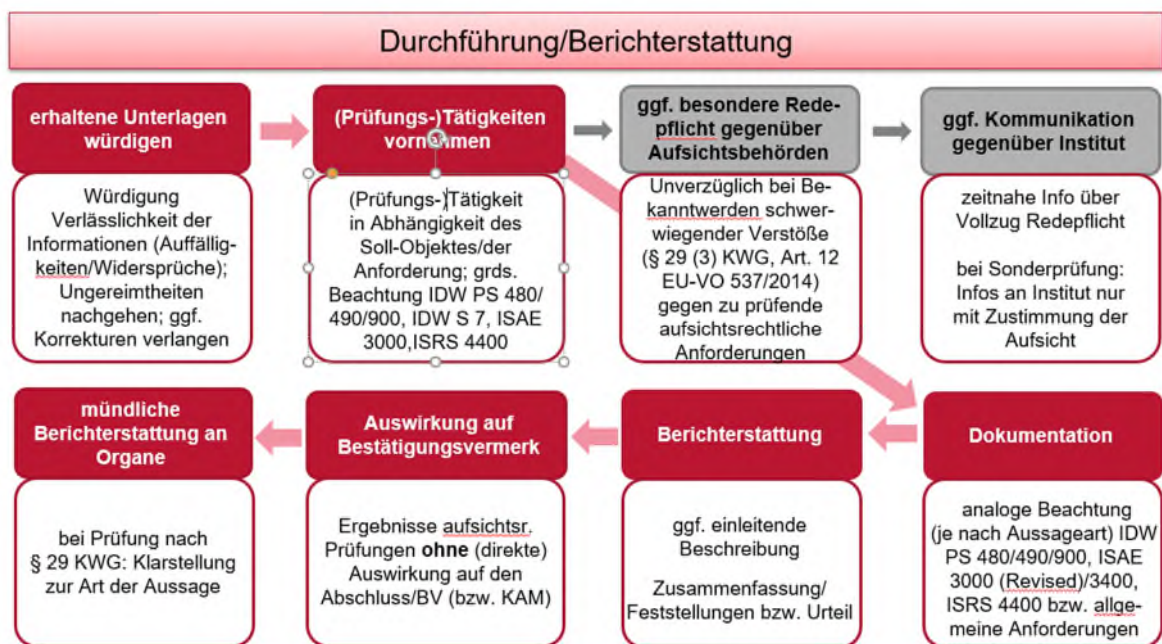 Durchführung/Berichterstattung
erhaltene Unterlagen
würdigen
Würdigung
Verlässlichkeit der
Informationen (Auffällig-
keiten/Widersprüche);
Ungereimtheiten
nachgehen; ggf.
Korrekturen verlangen
(Prüfungs-)Tätigkeiten
vornehmen
(Prüfungs-)Tätigkeit
in Abhängigkeit des
Soll-Objektes/der
Anforderung; grds.
Beachtung IDW PS 480/
490/900, IDW S 7, ISAE
3000,ISRS 4400
ggf. besondere Rede-
pflicht gegenüber
Aufsichtsbehörden
Unverzüglich bei Be-
kanntwerden schwer-
wiegender Verstöße
(§ 29 (3) KWG, Art. 12
EU-VO 537/2014)
gegen zu prüfende
aufsichtsrechtliche
Anforderungen
ggf. Kommunikation
gegenüber Institut
zeitnahe Info über
Vollzug Redepflicht
bei Sonderprüfung:
Infos an Institut nur
mit Zustimmung der
Aufsicht
mündliche
Berichterstattung an
Organe
bei Prüfung nach
§ 29 KWG: Klarstellung
zur Art der Aussage
Auswirkung auf
Bestätigungsvermerk
Ergebnisse aufsichtsr.
Prüfungen ohne (direkte)
Auswirkung auf den
Abschluss/BV (bzw. KAM)
Berichterstattung
ggf. einleitende
Beschreibung
Zusammenfassung/
Feststellungen bzw. Urteil
Dokumentation
analoge Beachtung
(je nach Aussageart) IDW
PS 480/490/900, ISAE
3000 (Revised)/3400,
ISRS 4400 bzw. allge-
meine Anforderungen